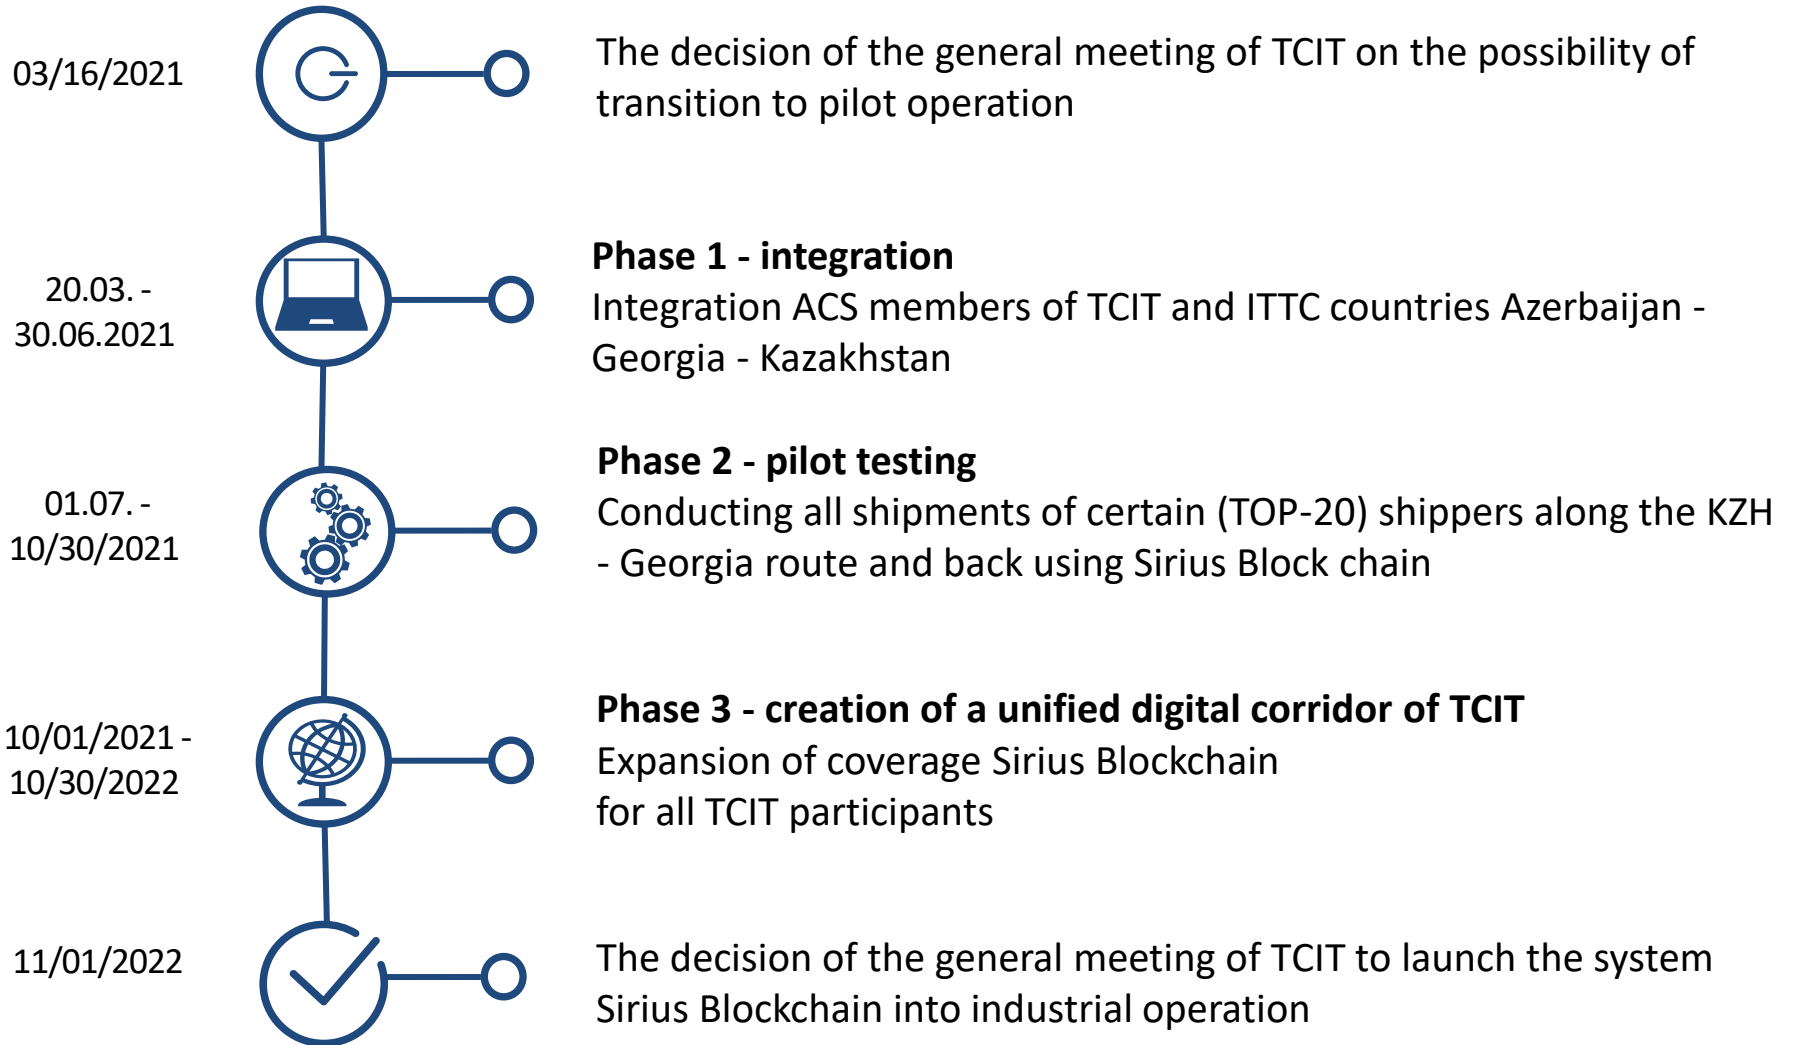 03/16/2021
The decision of the general meeting of TCIT on the possibility of
transition to pilot operation
20.03. -
30.06.2021
Phase 1 - integration
Integration ACS members of TCIT and ITTC countries Azerbaijan -
Georgia - Kazakhstan
01.07. -
10/30/2021
Phase 2 - pilot testing
Conducting all shipments of certain (TOP-20) shippers along the KZH
- Georgia route and back using Sirius Block chain
10/01/2021 -
10/30/2022
Phase 3 - creation of a unified digital corridor of TCIT
Expansion of coverage Sirius Blockchain
for all TCIT participants
11/01/2022
The decision of the general meeting of TCIT to launch the system
Sirius Blockchain into industrial operation